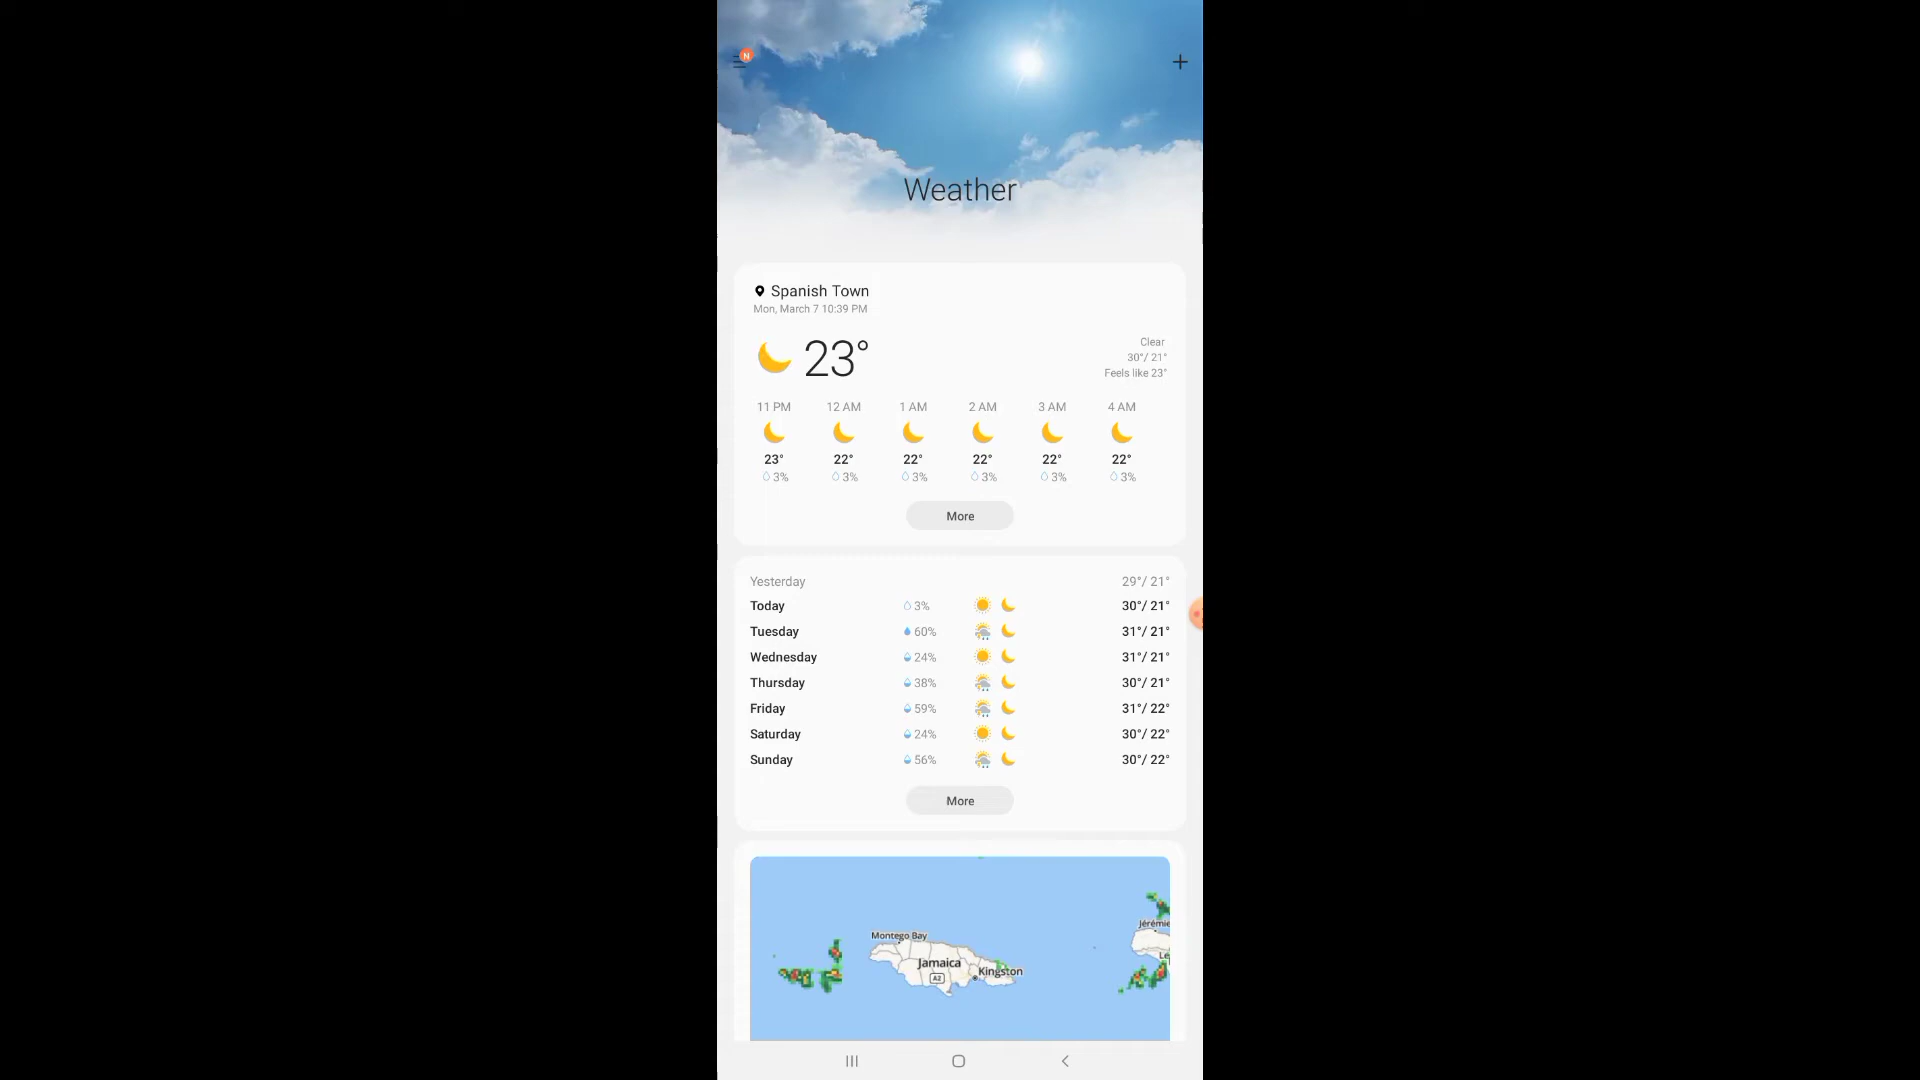 N
Weather
Spanish Town
Mon, March 7 10:39 PM
23°
Clear
30°/ 21°
Feels like 23°
11 PM 12 AM 1 AM 2 AM 3 AM 4 AM
23° 22° 22° 22° 22° 22°
3% 3% 3% 3% 3% 3%
More
Yesterday 29°/ 21°
Today 3% 30°/ 21°
Tuesday 60% 31°/ 21°
Wednesday 24% 31°/ 21°
Thursday 38% 30°/ 21°
Friday 59% 31°/ 22°
Saturday 24% 30°/ 22°
Sunday 56% 30°/ 22°
More
Jérémie
Montego Bay
Le
Jamaica
Kingston
A2